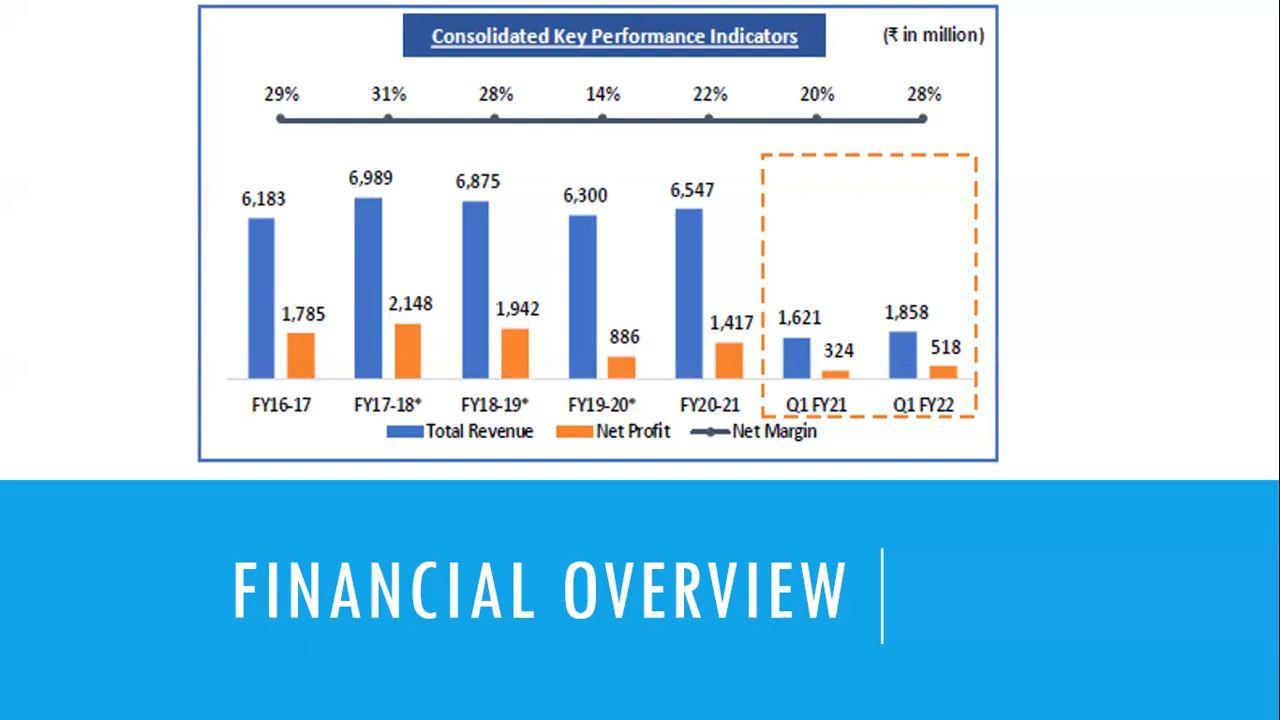 Consolidated Key Performance Indicators (₹ in million)
29% 31% 28% 14% 22% 20% 28%
6,183 6,989 6,875 6,300 6,547
1,785 2,148 1,942 886 1,417 1,621 324 1,858 518
FY16-17 FY17-18* FY18-19* FY19-20* FY20-21 Q1 FY21 Q1 FY22
Total Revenue Net Profit Net Margin
FINANCIAL OVERVIEW